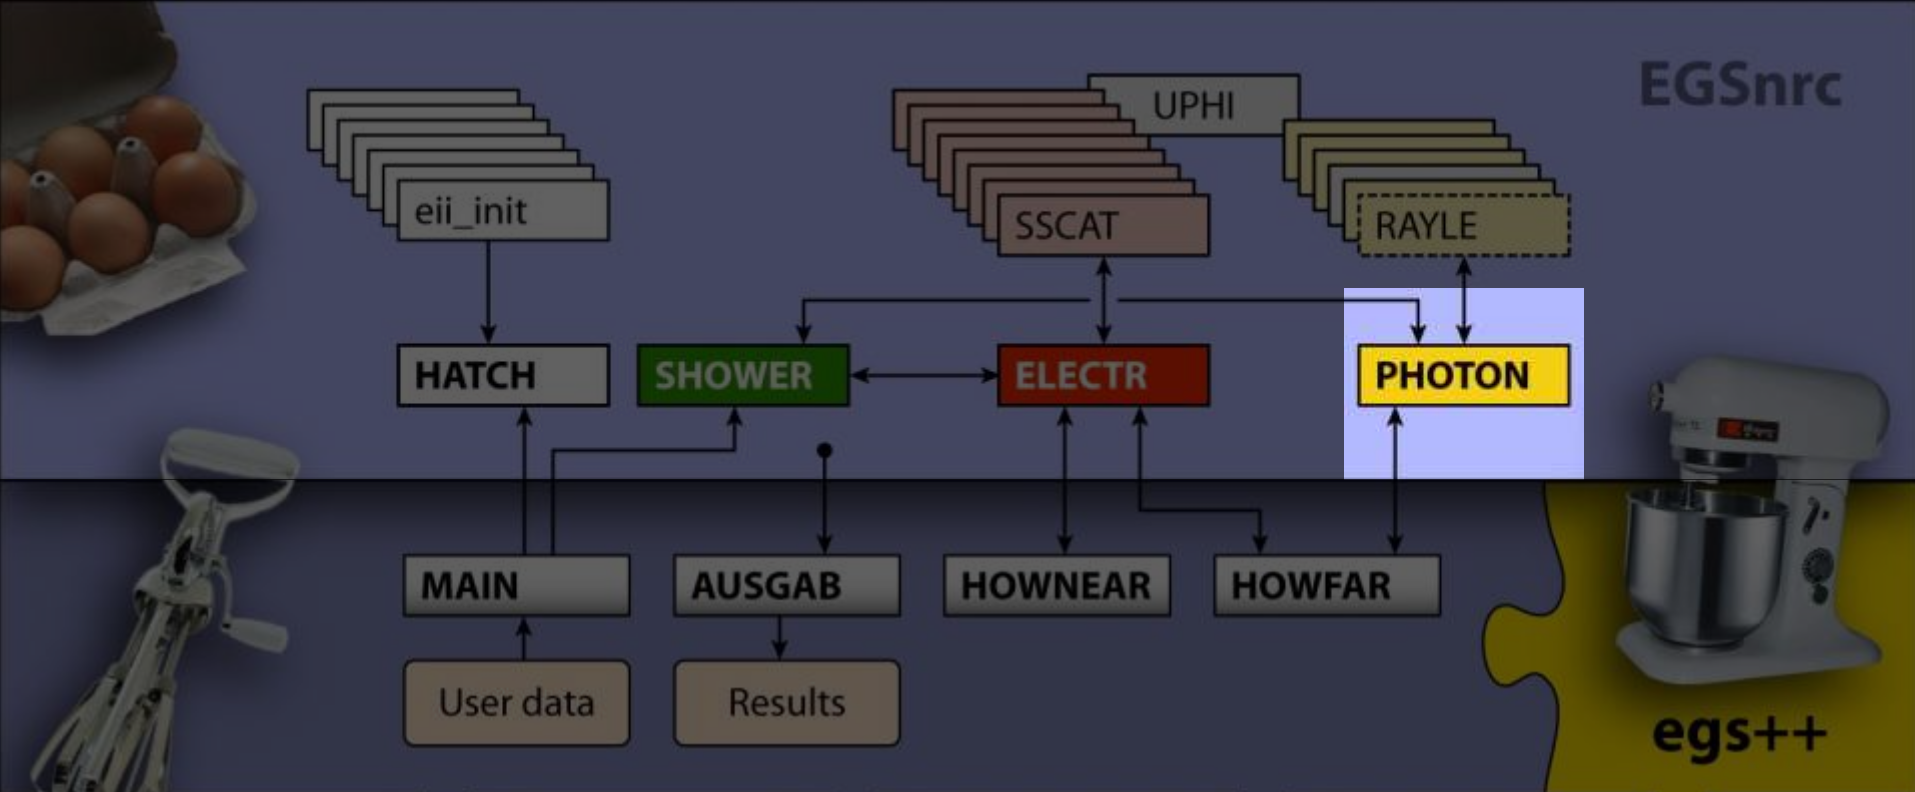 EGSnrc
UPHI
eii_init
SSCAT
RAYLE
HATCH
SHOWER
ELECTR
PHOTON
MAIN
AUSGAB
HOWNEAR
HOWFAR
User data
Results
egs++